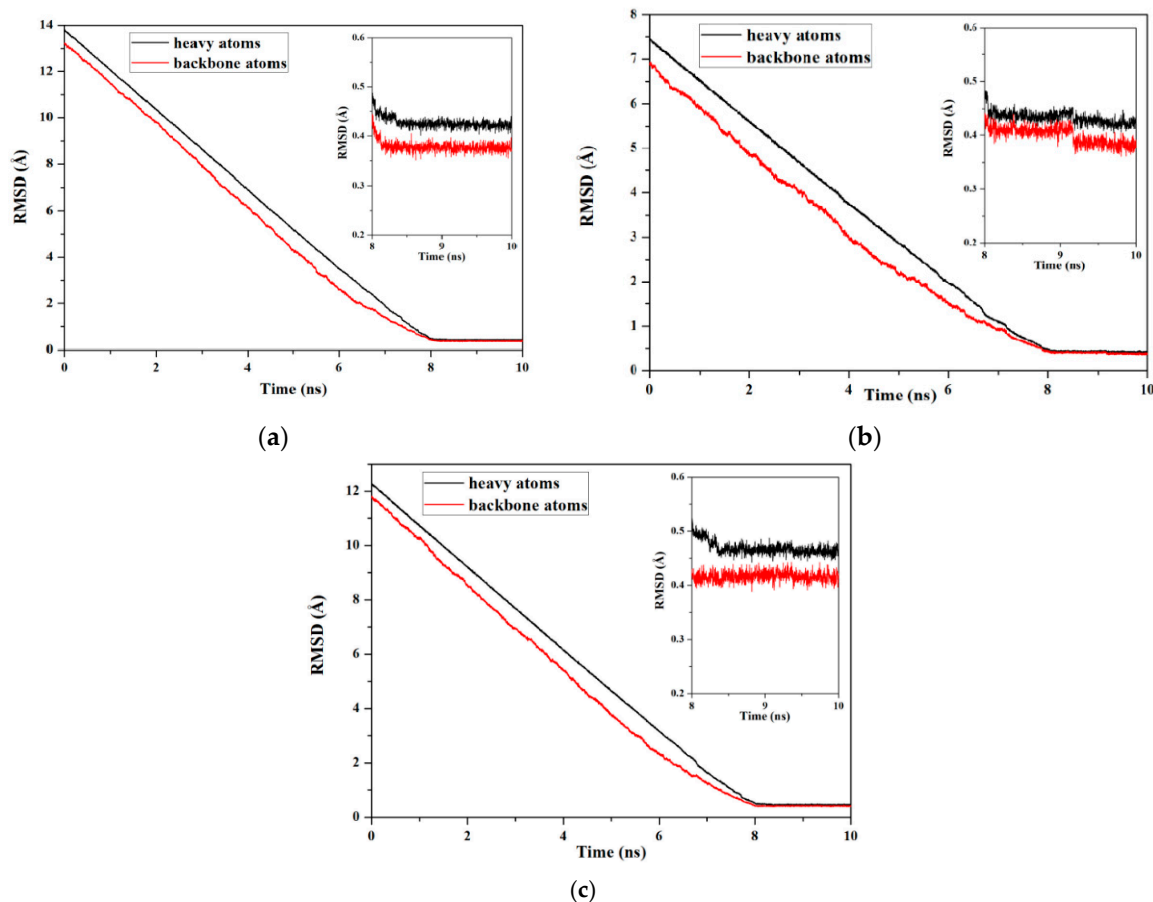 14
12
10
8
6
4
2
0
RMSD (Å)
0 2 4 6 8 10
Time (ns)
heavy atoms
backbone atoms
0.6
0.5
0.4
0.3
0.2
RMSD (Å)
8 9 10
Time (ns)
(a)
8
7
6
5
4
3
2
1
0
RMSD (Å)
0 2 4 6 8 10
Time (ns)
heavy atoms
backbone atoms
0.6
0.5
0.4
0.3
0.2
RMSD (Å)
8 9 10
Time (ns)
(b)
12
10
8
6
4
2
0
RMSD (Å)
0 2 4 6 8 10
Time (ns)
heavy atoms
backbone atoms
0.6
0.5
0.4
0.3
0.2
RMSD (Å)
8 9 10
Time (ns)
(c)